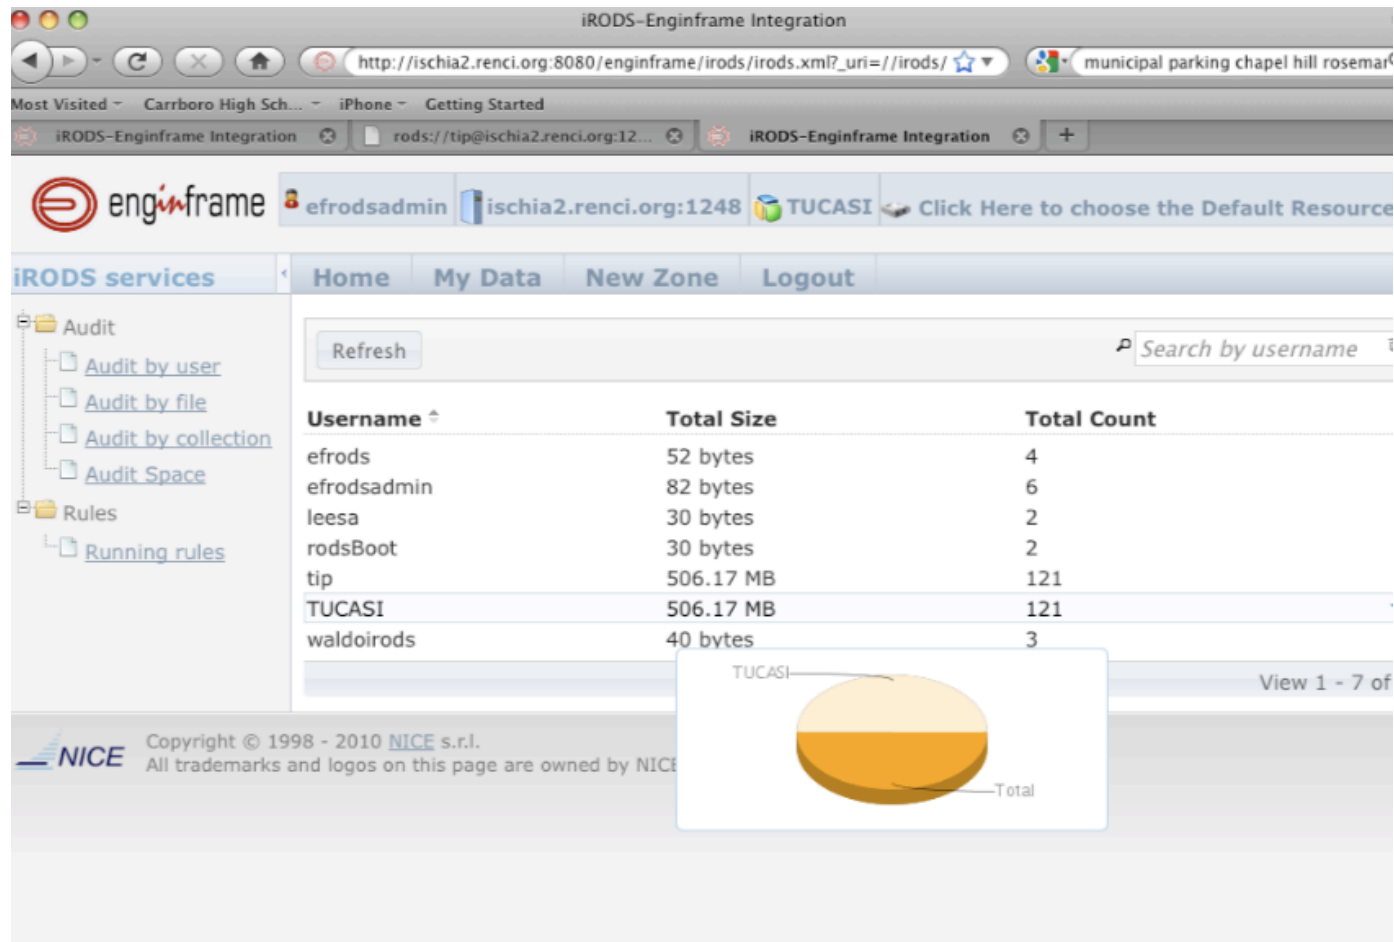 iRODS-Enginframe Integration
http://ischia2.renci.org:8080/enginframe/irods/irods.xml?_uri=//irods/
municipal parking chapel hill rosemar
Most Visited Carrboro High Sch... iPhone Getting Started
iRODS-Enginframe Integration rods://tip@ischia2.renci.org:12... iRODS-Enginframe Integration +
enginframe efrodsadmin ischia2.renci.org:1248 TUCASI Click Here to choose the Default Resource
iRODS services Home My Data New Zone Logout
Audit
Audit by user
Audit by file
Audit by collection
Audit Space
Rules
Running rules
Refresh Search by username
Username Total Size Total Count
efrods 52 bytes 4
efrodsadmin 82 bytes 6
leesa 30 bytes 2
rodsBoot 30 bytes 2
tip 506.17 MB 121
TUCASI 506.17 MB 121
waldoirods 40 bytes 3
View 1 - 7 of
TUCASI
Total
NICE
Copyright © 1998 - 2010 NICE s.r.l.
All trademarks and logos on this page are owned by NICE